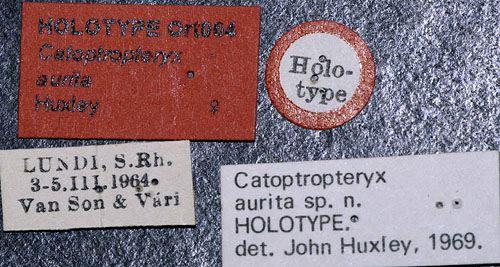 HOLOTYPE Ort064
Catoptropteryx
aurita
Huxley ♀
Holo-
type
LUNDI, S.Rh.
3-5.III.1964.
Van Son & Vári
Catoptropteryx
aurita sp. n.
HOLOTYPE.
det. John Huxley, 1969.